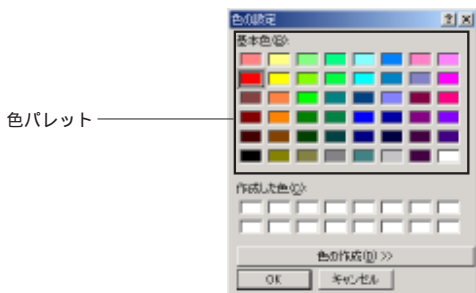 色の設定
基本色(B):
色パレット
作成した色(C):
色の作成(D) >>
OK キャンセル